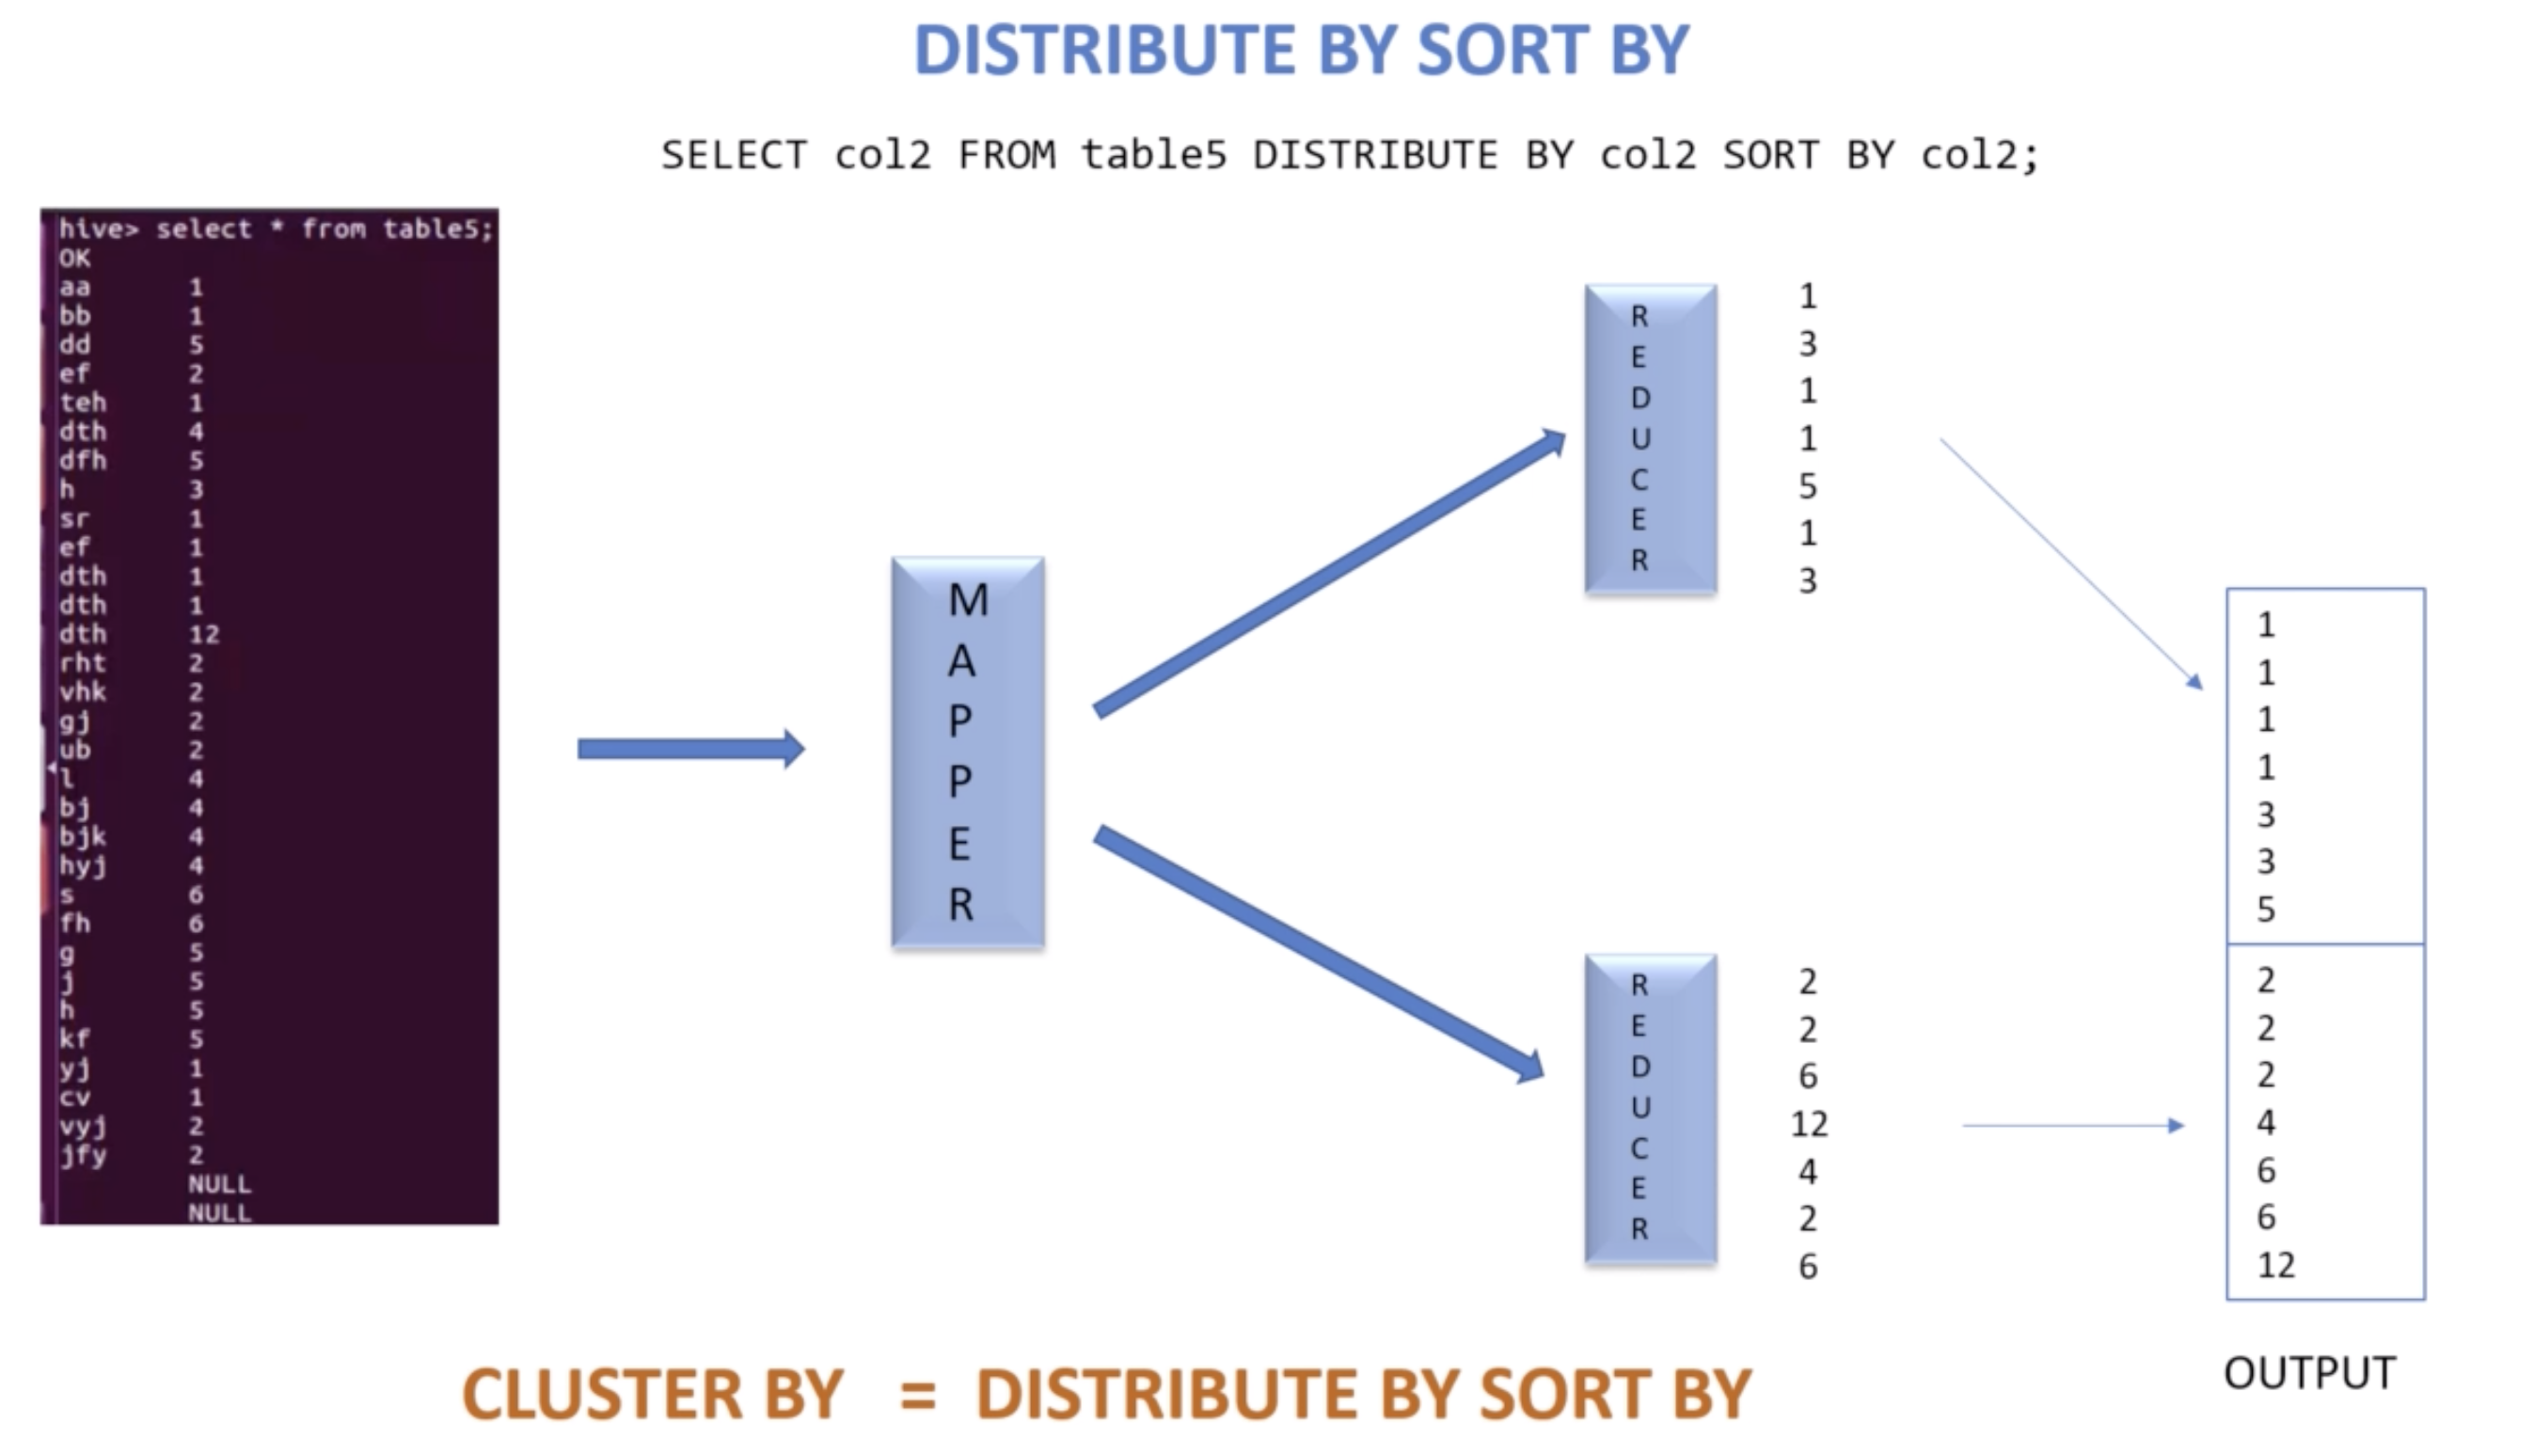 DISTRIBUTE BY SORT BY
SELECT col2 FROM table5 DISTRIBUTE BY col2 SORT BY col2;
hive> select * from table5;
OK
aa 1
bb 1
dd 5
ef 2
teh 1
dth 4
dfh 5
h 3
sr 1
ef 1
dth 1
dth 1
dth 12
rht 2
vhk 2
gj 2
ub 2
l 4
bj 4
bjk 4
hyj 4
s 6
fh 6
g 5
j 5
h 5
kf 5
yj 1
cv 1
vyj 2
jfy 2
NULL
NULL
MAPPER
REDUCER
1
3
1
1
5
1
3
REDUCER
2
2
6
12
4
2
6
1
1
1
1
3
3
5
2
2
2
4
6
6
12
OUTPUT
CLUSTER BY = DISTRIBUTE BY SORT BY